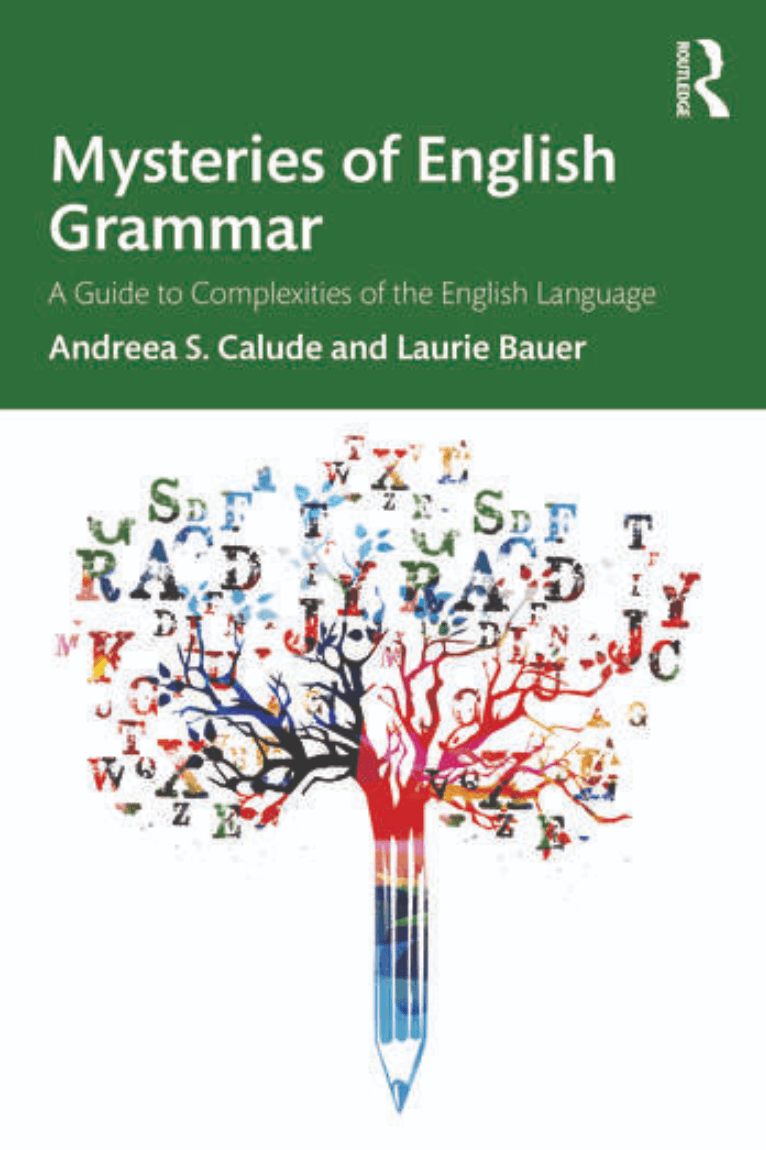 ROUTLEDGE
Mysteries of English
Grammar
A Guide to Complexities of the English Language
Andreea S. Calude and Laurie Bauer